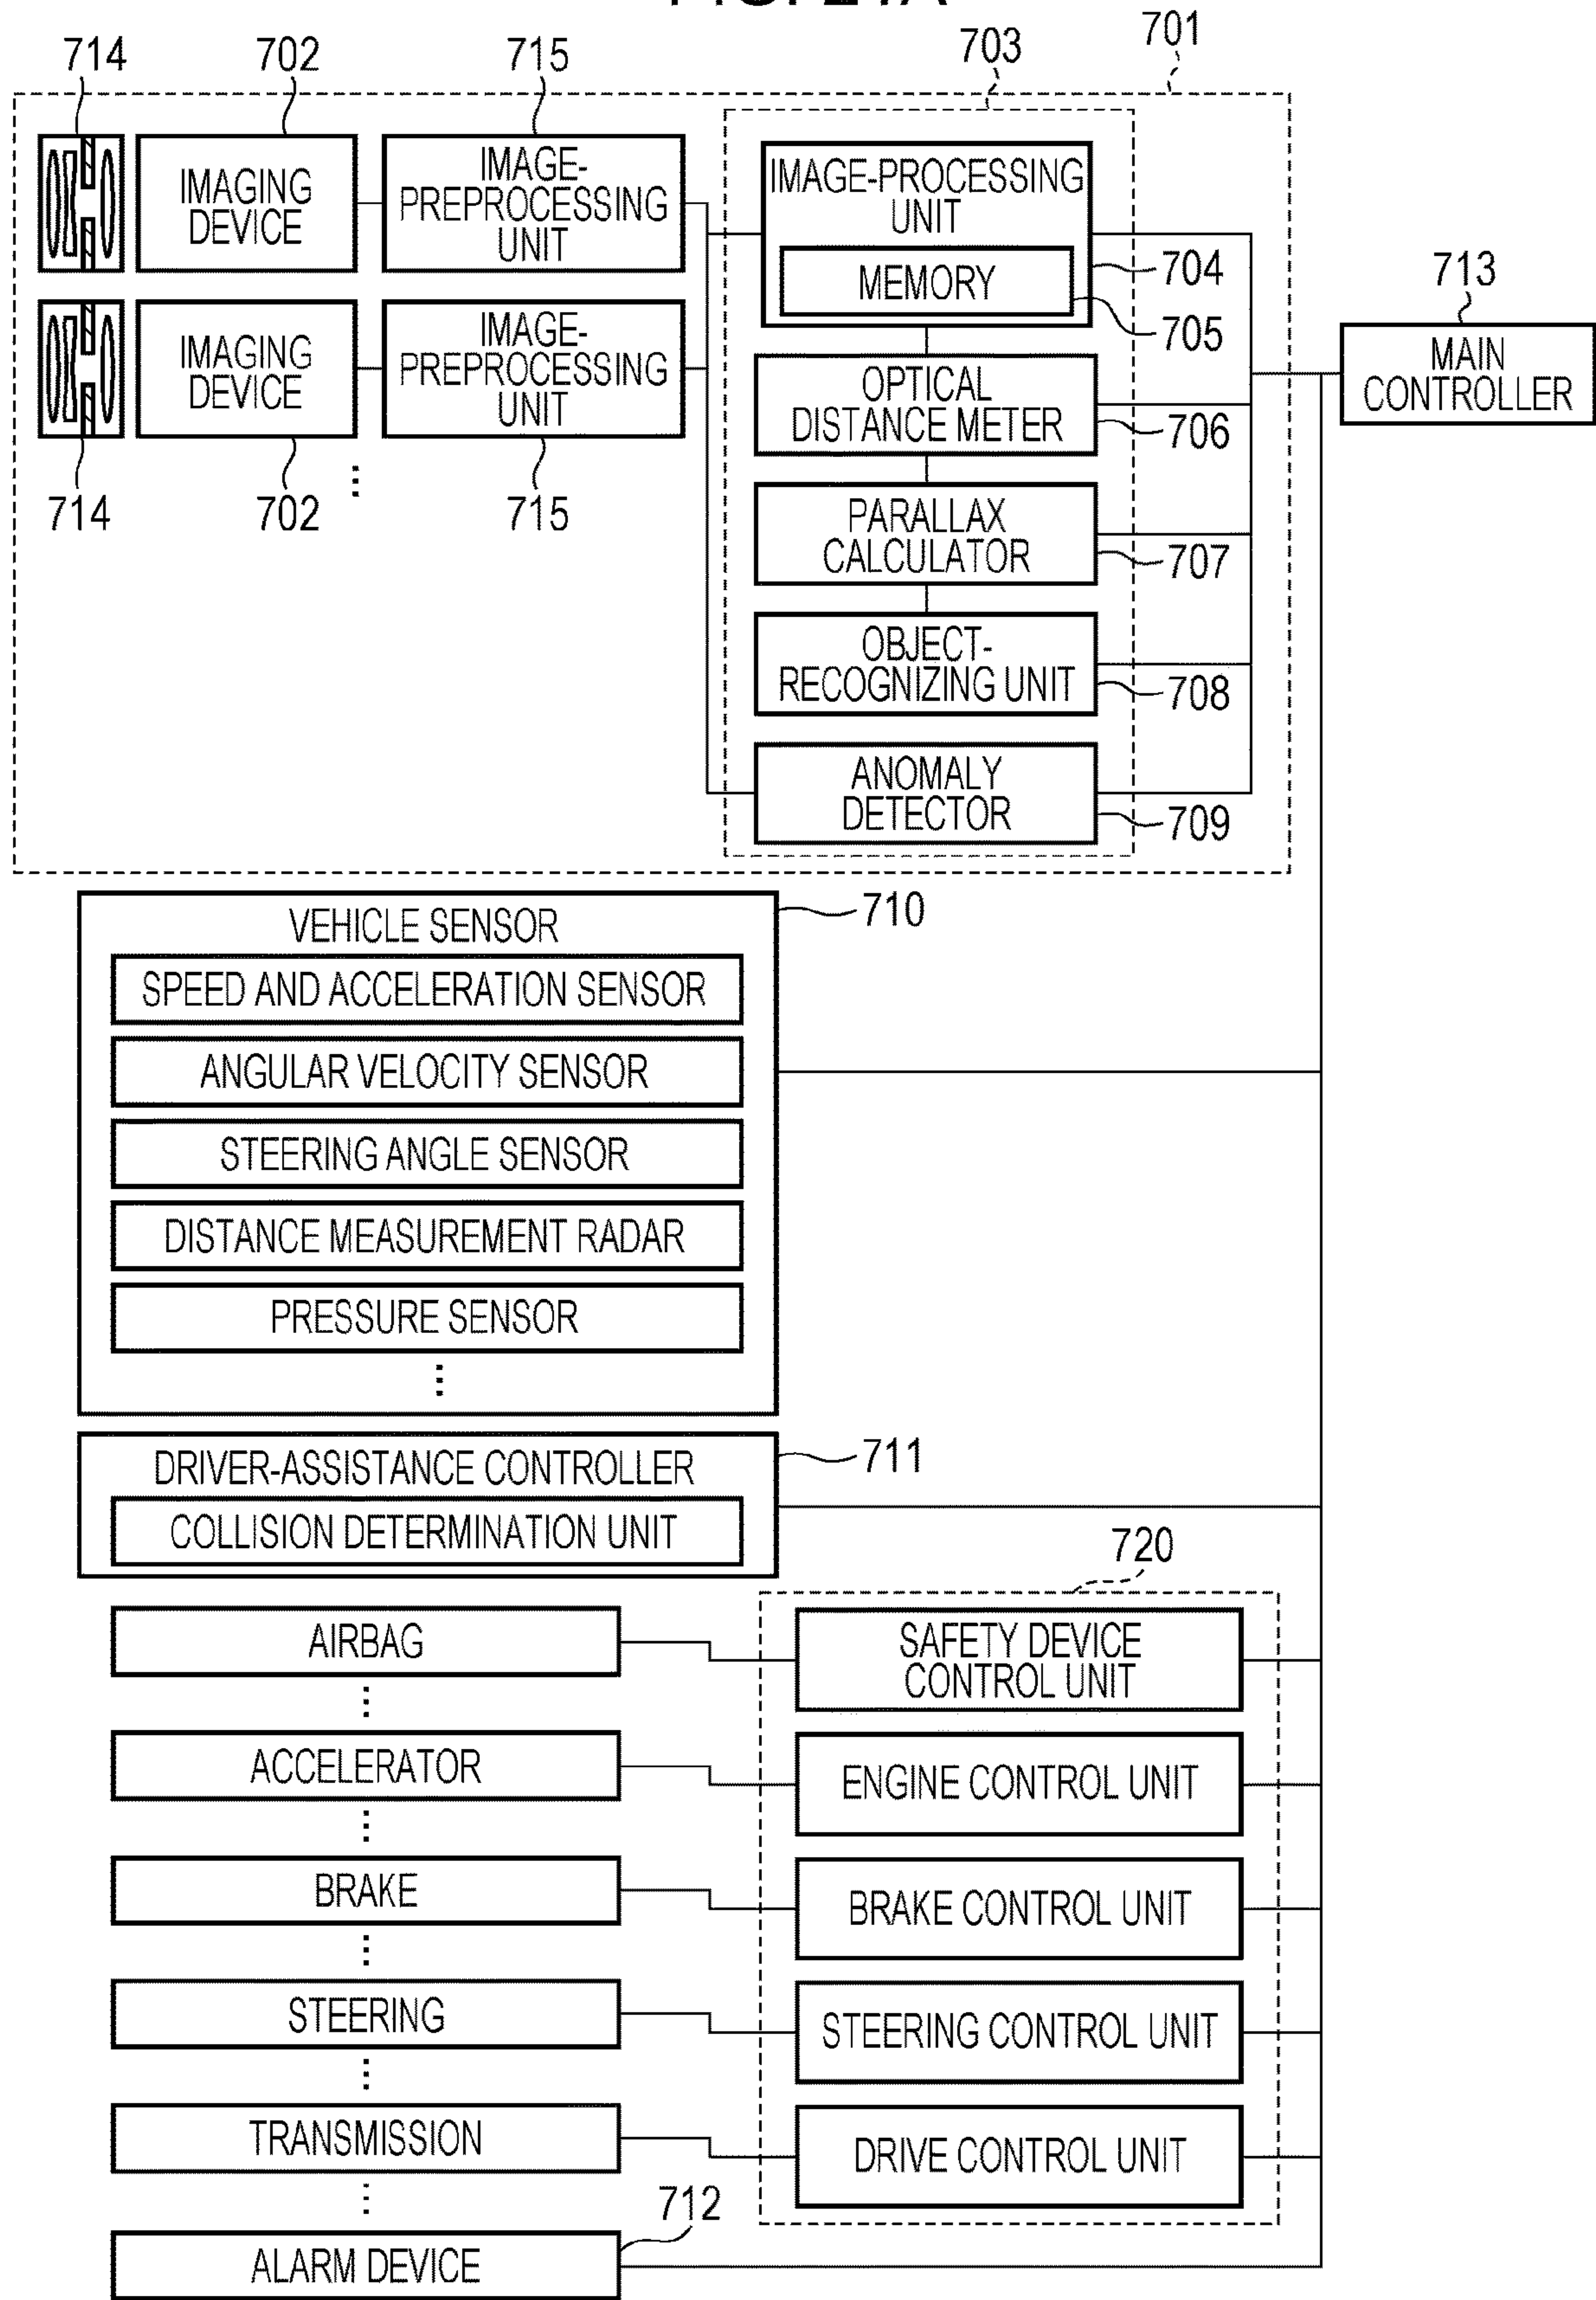 714
702
715
703
701
IMAGING
DEVICE
IMAGE-
PREPROCESSING
UNIT
IMAGE-PROCESSING
UNIT
MEMORY
704
705
713
MAIN
CONTROLLER
IMAGING
DEVICE
IMAGE-
PREPROCESSING
UNIT
OPTICAL
DISTANCE METER
706
714
702
715
PARALLAX
CALCULATOR
707
OBJECT-
RECOGNIZING UNIT
708
ANOMALY
DETECTOR
709
VEHICLE SENSOR
710
SPEED AND ACCELERATION SENSOR
ANGULAR VELOCITY SENSOR
STEERING ANGLE SENSOR
DISTANCE MEASUREMENT RADAR
PRESSURE SENSOR
DRIVER-ASSISTANCE CONTROLLER
711
COLLISION DETERMINATION UNIT
720
AIRBAG
SAFETY DEVICE
CONTROL UNIT
ACCELERATOR
ENGINE CONTROL UNIT
BRAKE
BRAKE CONTROL UNIT
STEERING
STEERING CONTROL UNIT
TRANSMISSION
DRIVE CONTROL UNIT
712
ALARM DEVICE